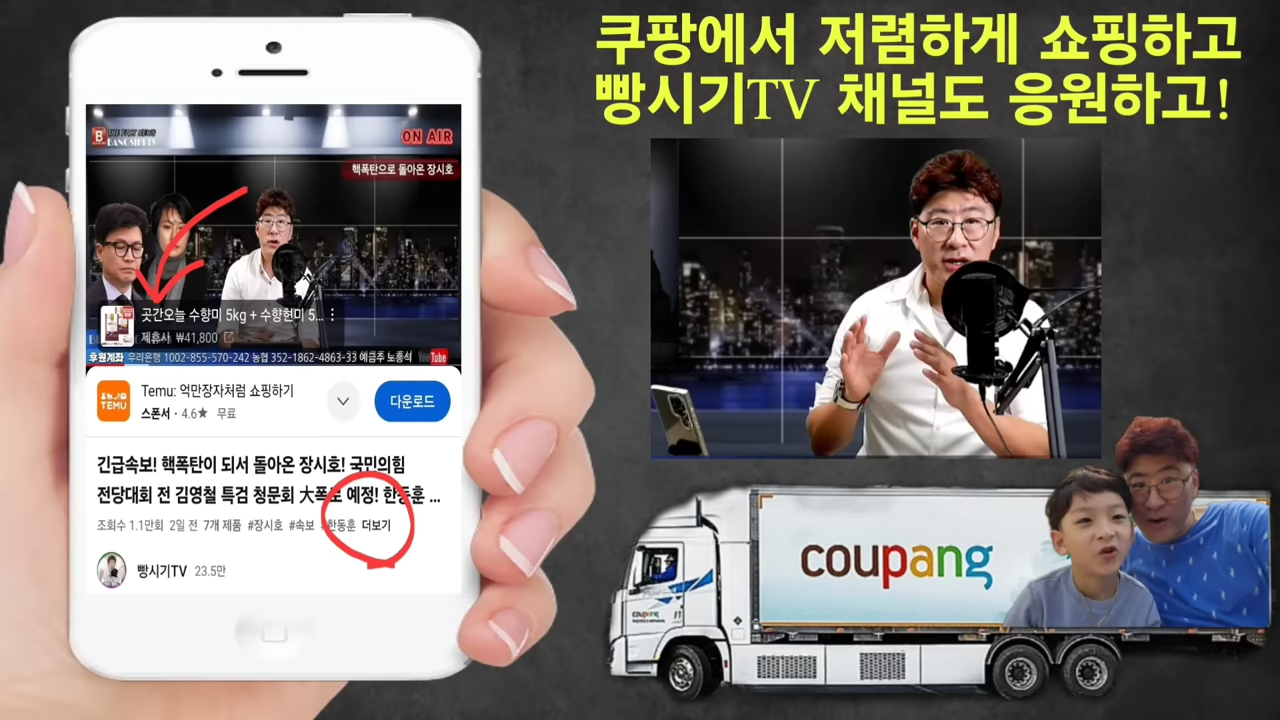 쿠팡에서 저렴하게 쇼핑하고
빵시기TV 채널도 응원하고!
B THE FACT NEWS
BANGSIKI TV
ON AIR
핵폭탄으로 돌아온 장시호
곳간오늘 수향미 5kg + 수향현미 5...
제휴사 ₩41,800
후원계좌 우리은행 1002-855-570-242 농협 352-1862-4863-33 예금주 노흥석 YouTube
TEMU
Temu: 억만장자처럼 쇼핑하기
스폰서 · 4.6★ 무료
다운로드
긴급속보! 핵폭탄이 되서 돌아온 장시호! 국민의힘
전당대회 전 김영철 특검 청문회 大폭로 예정! 한동훈 ...
조회수 1.1만회 2일 전 7개 제품 #장시호 #속보 #한동훈 더보기
빵시기TV 23.5만
coupang
coupang